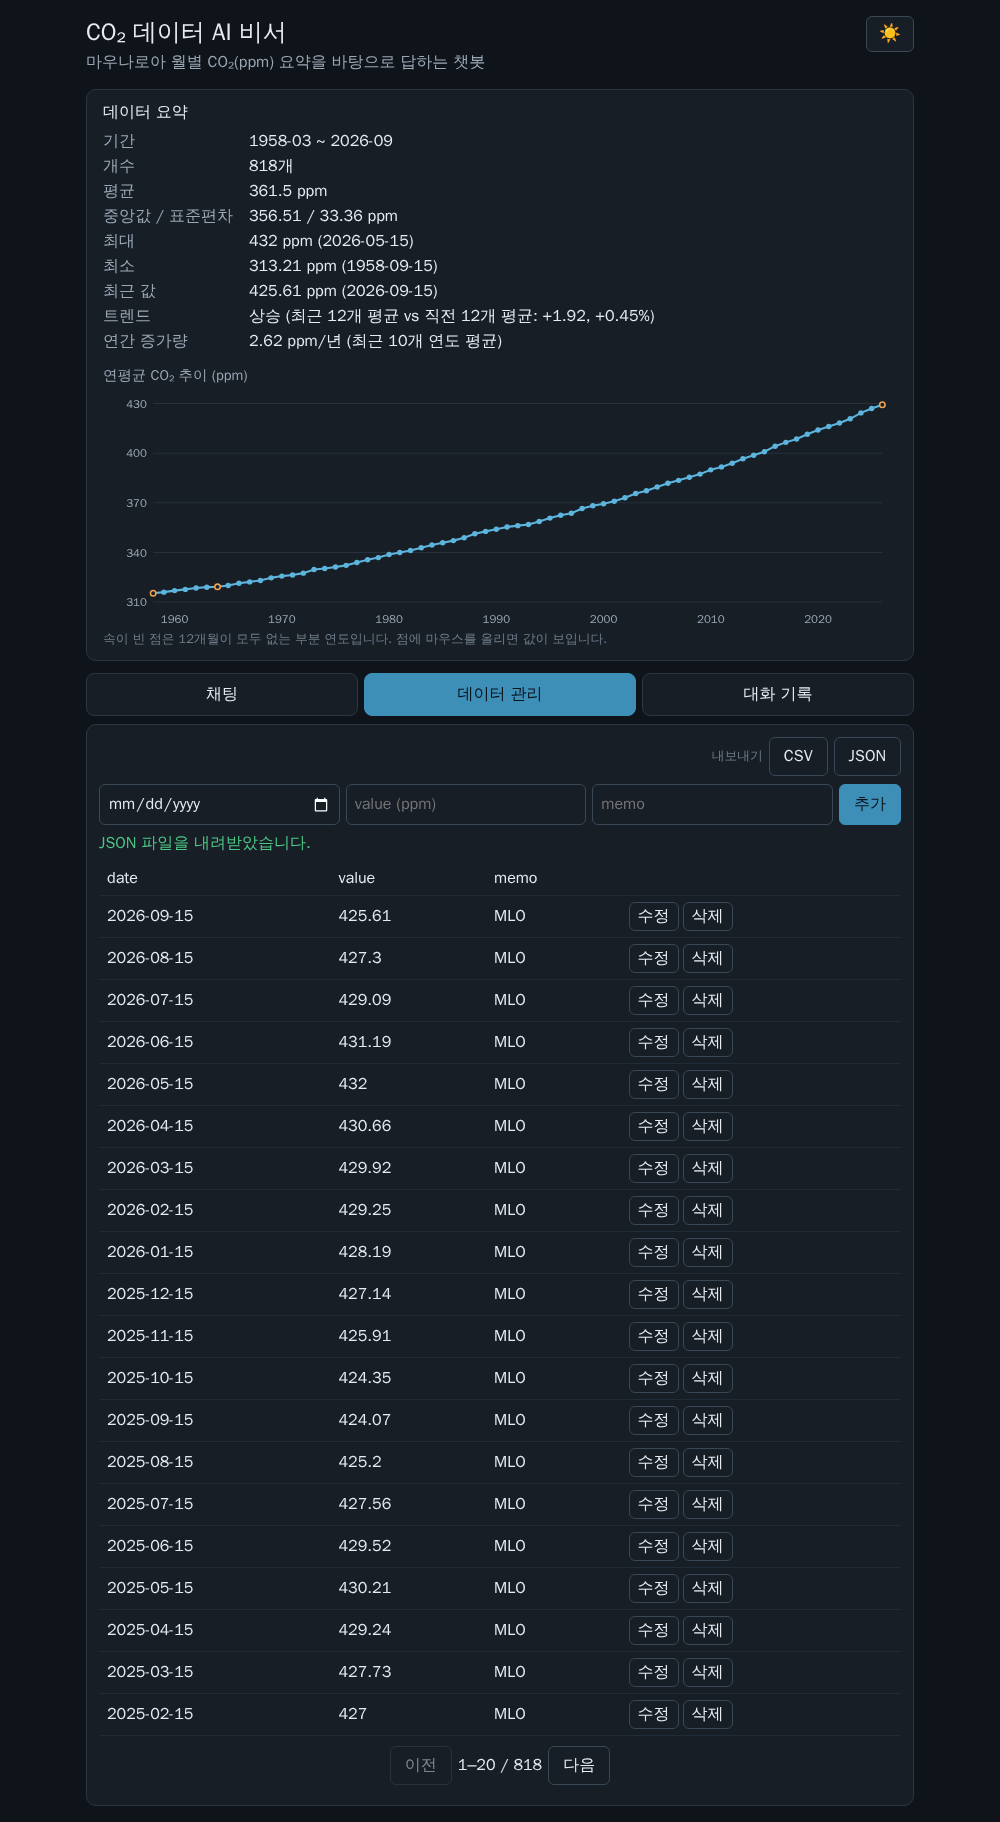 CO₂ 데이터 AI 비서
마우나로아 월별 CO₂(ppm) 요약을 바탕으로 답하는 챗봇
데이터 요약
기간 1958-03 ~ 2026-09
개수 818개
평균 361.5 ppm
중앙값 / 표준편차 356.51 / 33.36 ppm
최대 432 ppm (2026-05-15)
최소 313.21 ppm (1958-09-15)
최근 값 425.61 ppm (2026-09-15)
트렌드 상승 (최근 12개 평균 vs 직전 12개 평균: +1.92, +0.45%)
연간 증가량 2.62 ppm/년 (최근 10개 연도 평균)
연평균 CO₂ 추이 (ppm)
430
400
370
340
310
1960 1970 1980 1990 2000 2010 2020
속이 빈 점은 12개월이 모두 없는 부분 연도입니다. 점에 마우스를 올리면 값이 보입니다.
채팅 데이터 관리 대화 기록
내보내기 CSV JSON
mm/dd/yyyy value (ppm) memo 추가
JSON 파일을 내려받았습니다.
date value memo
2026-09-15 425.61 MLO 수정 삭제
2026-08-15 427.3 MLO 수정 삭제
2026-07-15 429.09 MLO 수정 삭제
2026-06-15 431.19 MLO 수정 삭제
2026-05-15 432 MLO 수정 삭제
2026-04-15 430.66 MLO 수정 삭제
2026-03-15 429.92 MLO 수정 삭제
2026-02-15 429.25 MLO 수정 삭제
2026-01-15 428.19 MLO 수정 삭제
2025-12-15 427.14 MLO 수정 삭제
2025-11-15 425.91 MLO 수정 삭제
2025-10-15 424.35 MLO 수정 삭제
2025-09-15 424.07 MLO 수정 삭제
2025-08-15 425.2 MLO 수정 삭제
2025-07-15 427.56 MLO 수정 삭제
2025-06-15 429.52 MLO 수정 삭제
2025-05-15 430.21 MLO 수정 삭제
2025-04-15 429.24 MLO 수정 삭제
2025-03-15 427.73 MLO 수정 삭제
2025-02-15 427 MLO 수정 삭제
이전 1–20 / 818 다음